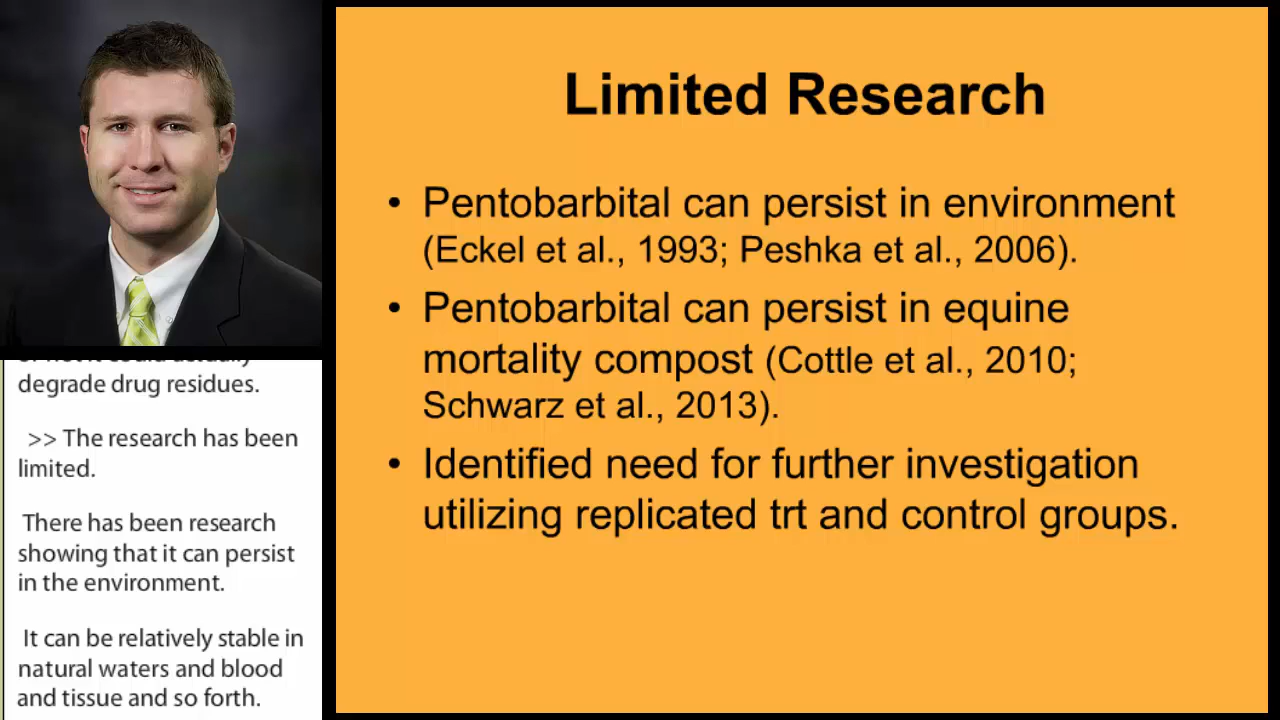 Limited Research
• Pentobarbital can persist in environment
(Eckel et al., 1993; Peshka et al., 2006).
• Pentobarbital can persist in equine
mortality compost (Cottle et al., 2010;
Schwarz et al., 2013).
• Identified need for further investigation
utilizing replicated trt and control groups.
degrade drug residues.
>> The research has been
limited.
There has been research
showing that it can persist
in the environment.
It can be relatively stable in
natural waters and blood
and tissue and so forth.